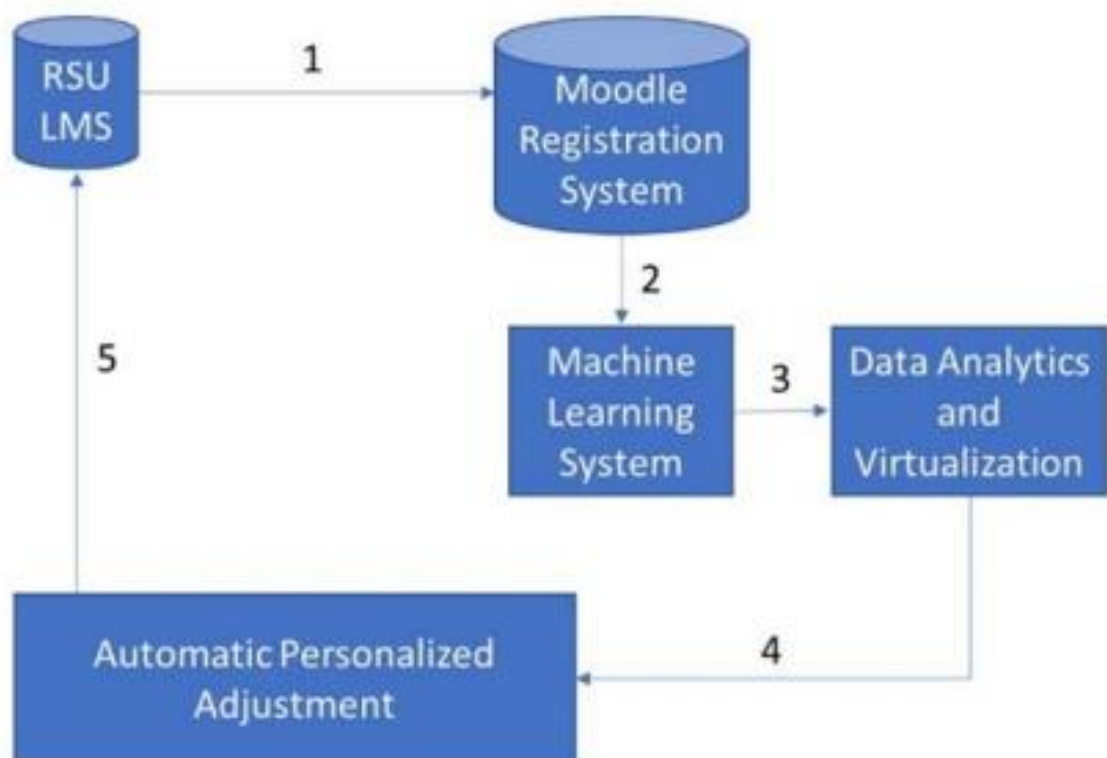 RSU
LMS
1
Moodle
Registration
System
2
Machine
Learning
System
3
Data Analytics
and
Virtualization
4
Automatic Personalized
Adjustment
5